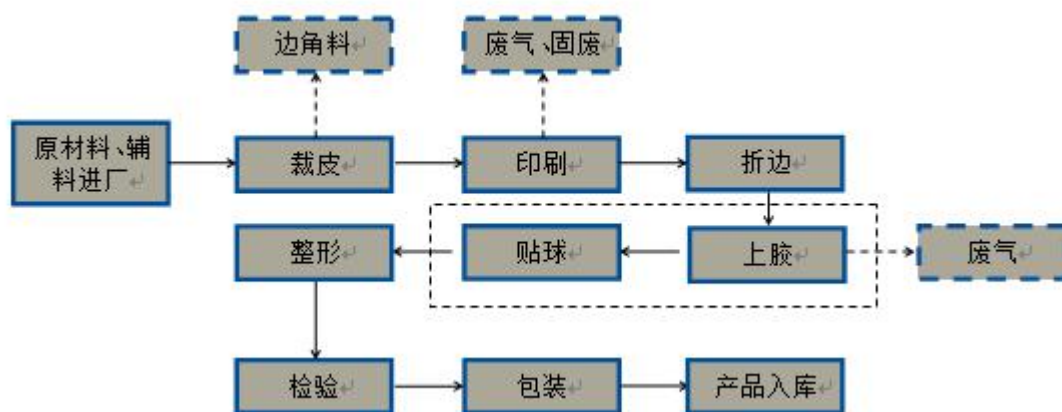 边角料
废气、固废
原材料、辅
料进厂
裁皮
印刷
折边
整形
贴球
上胶
废气
检验
包装
产品入库